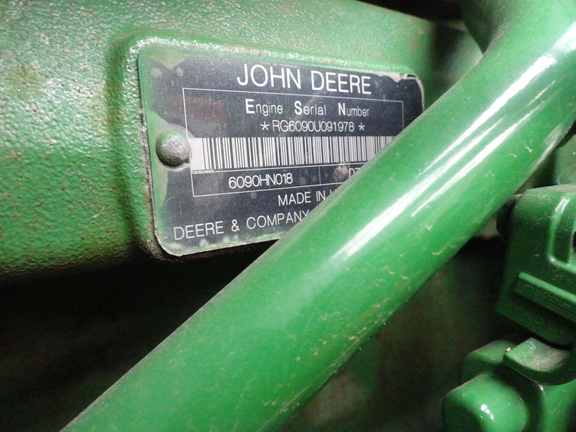 JOHN DEERE
Engine Serial Number
*RG6090U091978*
6090HN018
MADE IN
DEERE & COMPANY